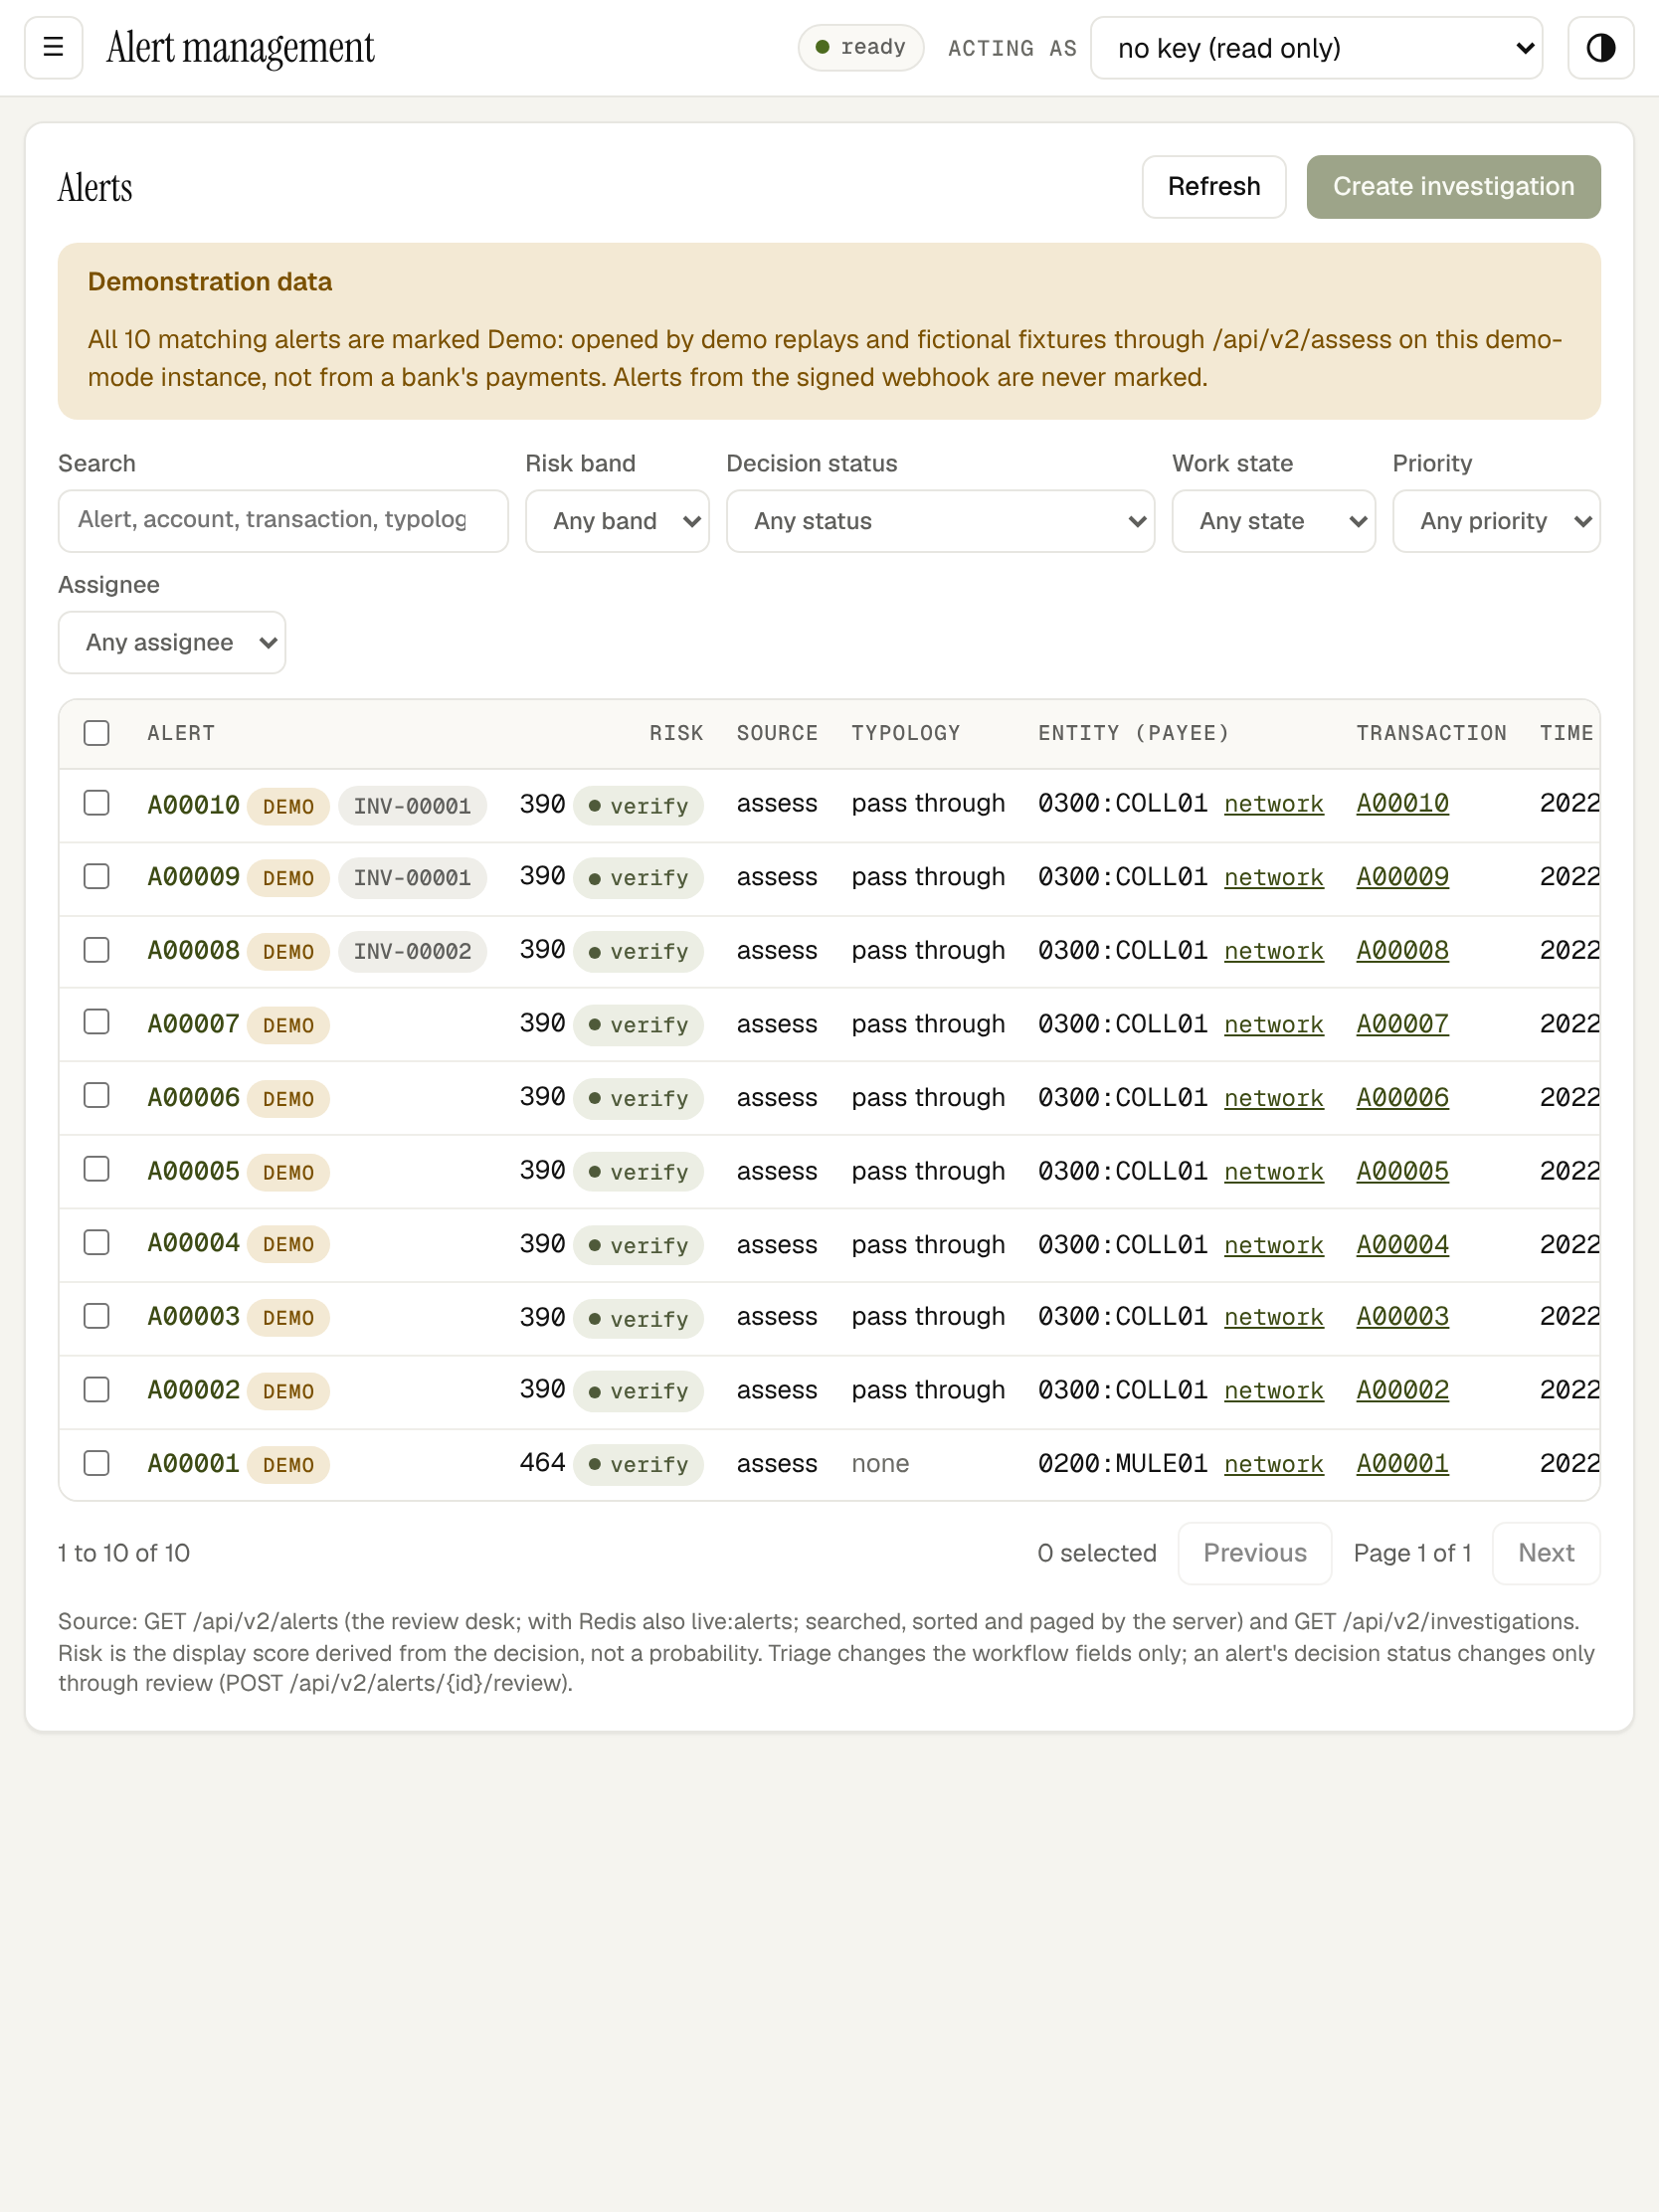 ☰ Alert management ready ACTING AS no key (read only)
Alerts Refresh Create investigation
Demonstration data
All 10 matching alerts are marked Demo: opened by demo replays and fictional fixtures through /api/v2/assess on this demo-
mode instance, not from a bank's payments. Alerts from the signed webhook are never marked.
Search Risk band Decision status Work state Priority
Alert, account, transaction, typolog Any band Any status Any state Any priority
Assignee
Any assignee
ALERT RISK SOURCE TYPOLOGY ENTITY (PAYEE) TRANSACTION TIME
A00010 DEMO INV-00001 390 verify assess pass through 0300:COLL01 network A00010 2022
A00009 DEMO INV-00001 390 verify assess pass through 0300:COLL01 network A00009 2022
A00008 DEMO INV-00002 390 verify assess pass through 0300:COLL01 network A00008 2022
A00007 DEMO 390 verify assess pass through 0300:COLL01 network A00007 2022
A00006 DEMO 390 verify assess pass through 0300:COLL01 network A00006 2022
A00005 DEMO 390 verify assess pass through 0300:COLL01 network A00005 2022
A00004 DEMO 390 verify assess pass through 0300:COLL01 network A00004 2022
A00003 DEMO 390 verify assess pass through 0300:COLL01 network A00003 2022
A00002 DEMO 390 verify assess pass through 0300:COLL01 network A00002 2022
A00001 DEMO 464 verify assess none 0200:MULE01 network A00001 2022
1 to 10 of 10 0 selected Previous Page 1 of 1 Next
Source: GET /api/v2/alerts (the review desk; with Redis also live:alerts; searched, sorted and paged by the server) and GET /api/v2/investigations.
Risk is the display score derived from the decision, not a probability. Triage changes the workflow fields only; an alert's decision status changes only
through review (POST /api/v2/alerts/{id}/review).